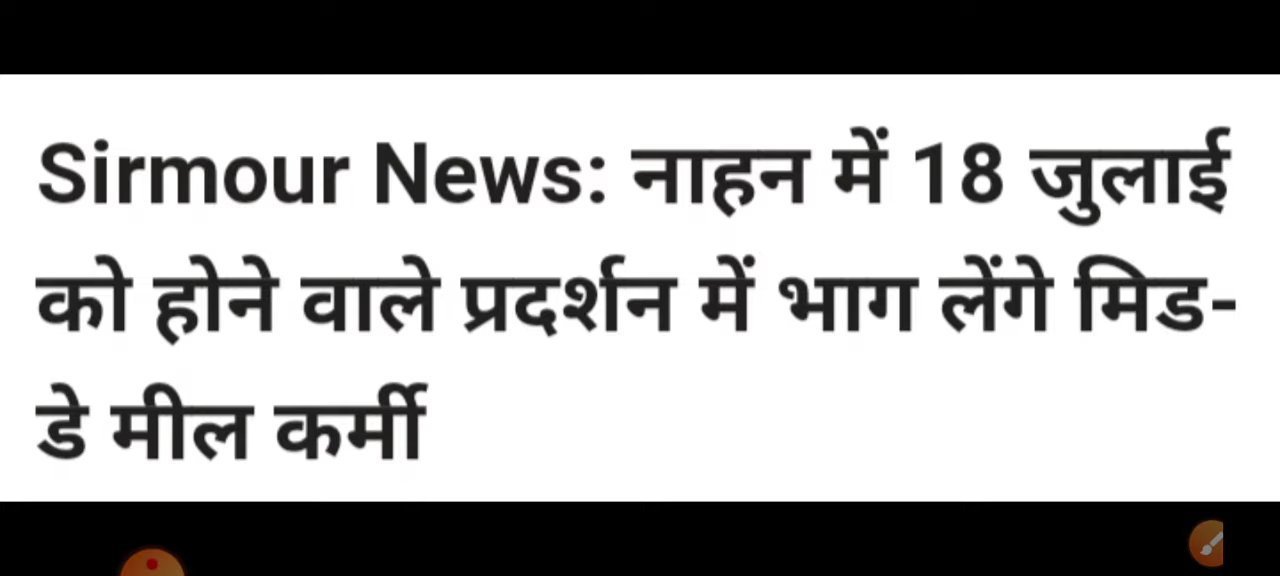 Sirmour News: नाहन में 18 जुलाई
को होने वाले प्रदर्शन में भाग लेंगे मिड-
डे मील कर्मी